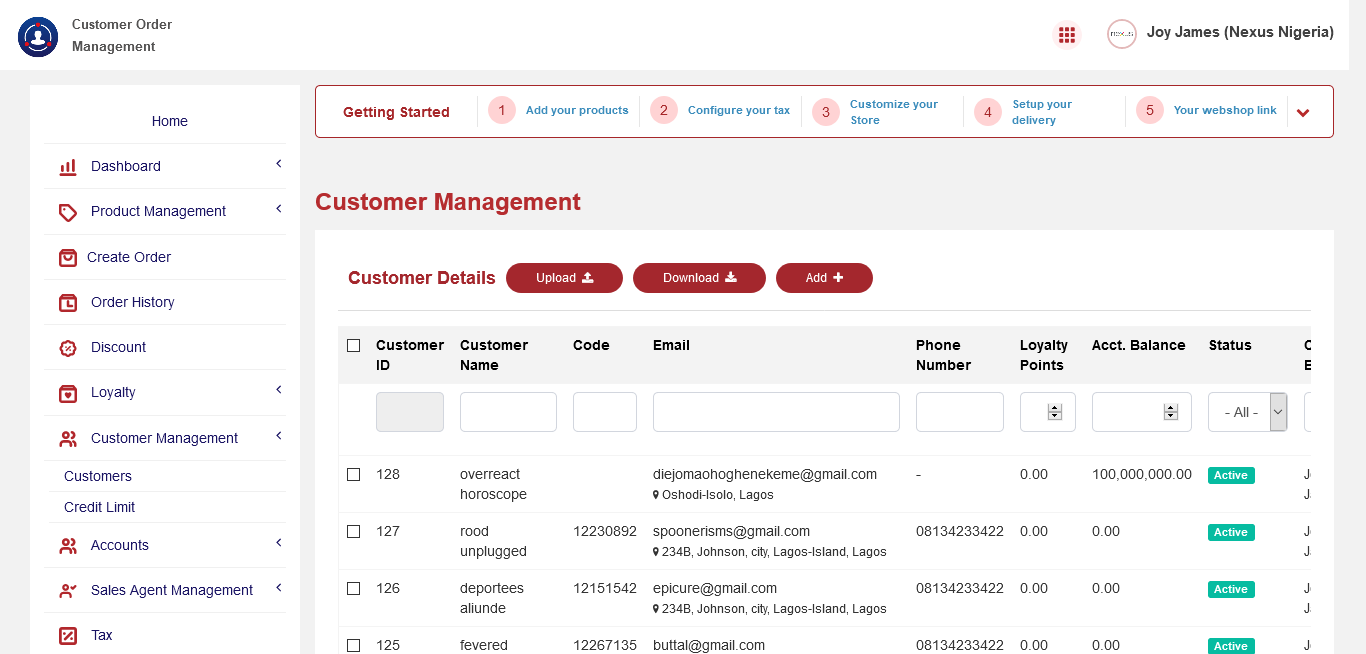 Customer Order
Management
nexus
Joy James (Nexus Nigeria)
Home
Dashboard
Product Management
Create Order
Order History
Discount
Loyalty
Customer Management
Customers
Credit Limit
Accounts
Sales Agent Management
Tax
Getting Started
1 Add your products
2 Configure your tax
3 Customize your
Store
4 Setup your
delivery
5 Your webshop link
Customer Management
Customer Details Upload Download Add
Customer Customer Code Email Phone Loyalty Acct. Balance Status
ID Name Number Points
- All -
128 overreact diejomaohoghenekeme@gmail.com - 0.00 100,000,000.00 Active
horoscope Oshodi-Isolo, Lagos
127 rood 12230892 spoonerisms@gmail.com 08134233422 0.00 0.00 Active
unplugged 234B, Johnson, city, Lagos-Island, Lagos
126 deportees 12151542 epicure@gmail.com 08134233422 0.00 0.00 Active
aliunde 234B, Johnson, city, Lagos-Island, Lagos
125 fevered 12267135 buttal@gmail.com 08134233422 0.00 0.00 Active